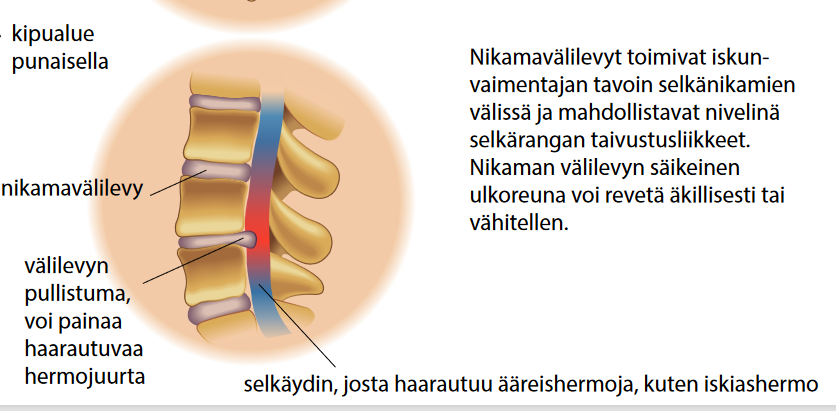 kipualue
punaisella
Nikamavälilevyt toimivat iskun-
vaimentajan tavoin selkänikamien
välissä ja mahdollistavat nivelinä
selkärangan taivustusliikkeet.
Nikaman välilevyn säikeinen
ulkoreuna voi revetä äkillisesti tai
vähitellen.
nikamavälilevy
välilevyn
pullistuma,
voi painaa
haarautuvaa
hermojuurta
selkäydin, josta haarautuu ääreishermoja, kuten iskiashermo